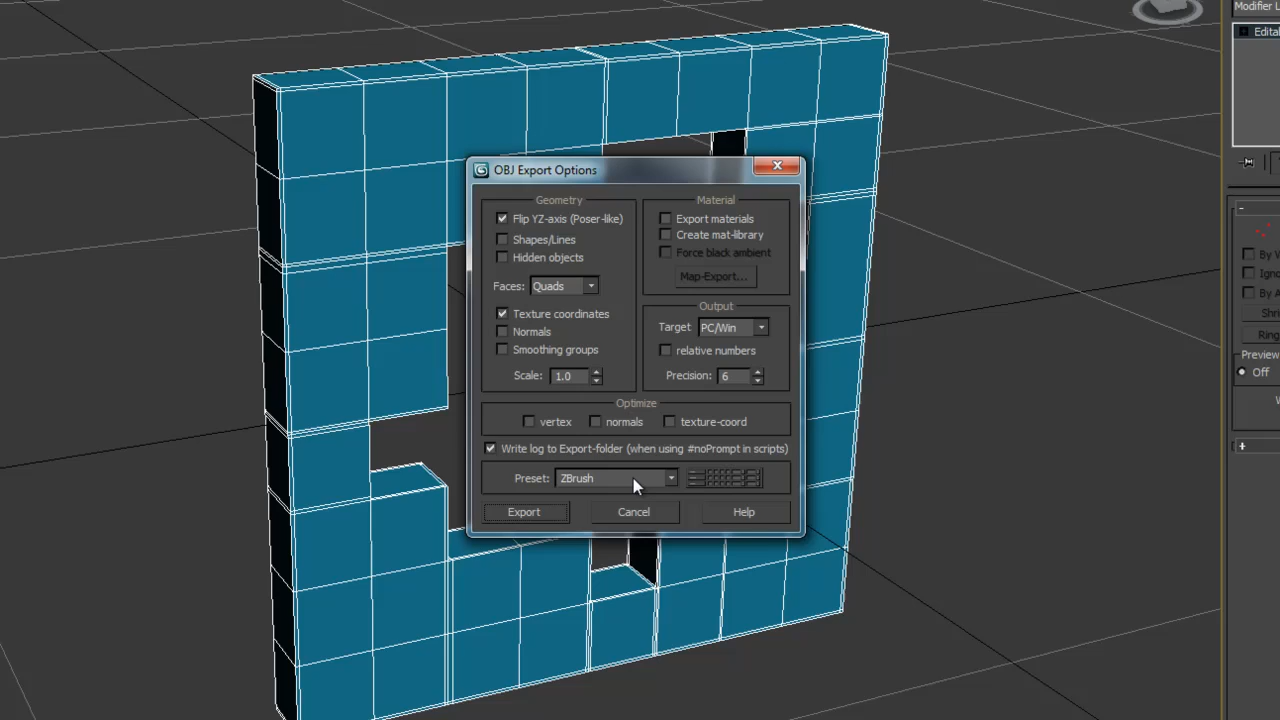 Modifier L
Edita
OBJ Export Options
Geometry
Flip YZ-axis (Poser-like)
Shapes/Lines
Hidden objects
Faces: Quads
Texture coordinates
Normals
Smoothing groups
Scale: 1.0
Material
Export materials
Create mat-library
Force black ambient
Map-Export...
Output
Target PC/Win
relative numbers
Precision: 6
Optimize
vertex normals texture-coord
Write log to Export-folder (when using #noPrompt in scripts)
Preset: ZBrush
Export Cancel Help
By V
Igno
By A
Shri
Ring
Preview
Off